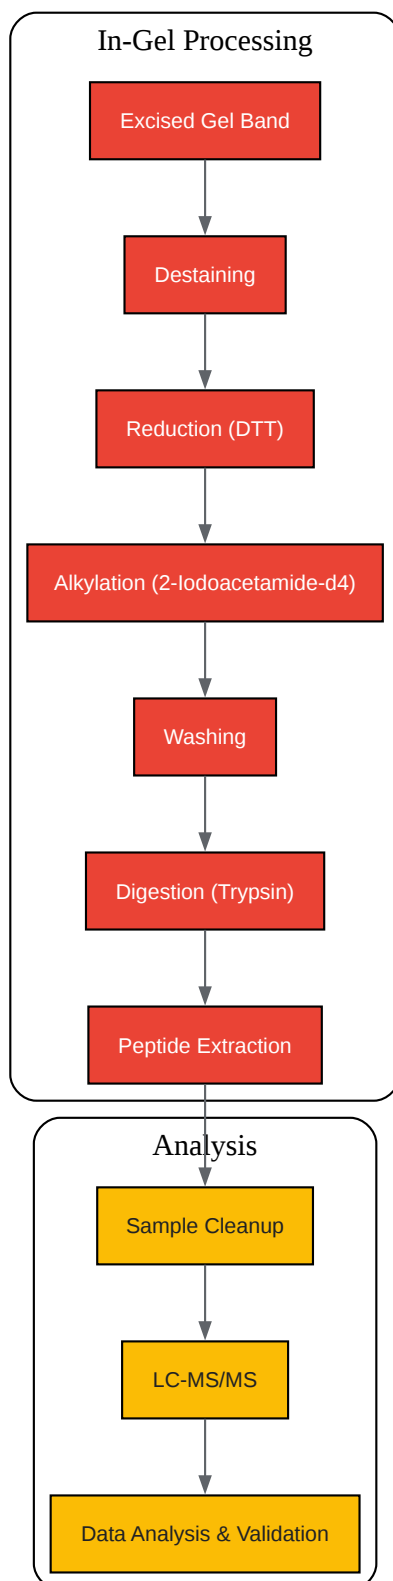 In-Gel Processing
Excised Gel Band
Destaining
Reduction (DTT)
Alkylation (2-Iodoacetamide-d4)
Washing
Digestion (Trypsin)
Peptide Extraction
Analysis
Sample Cleanup
LC-MS/MS
Data Analysis & Validation